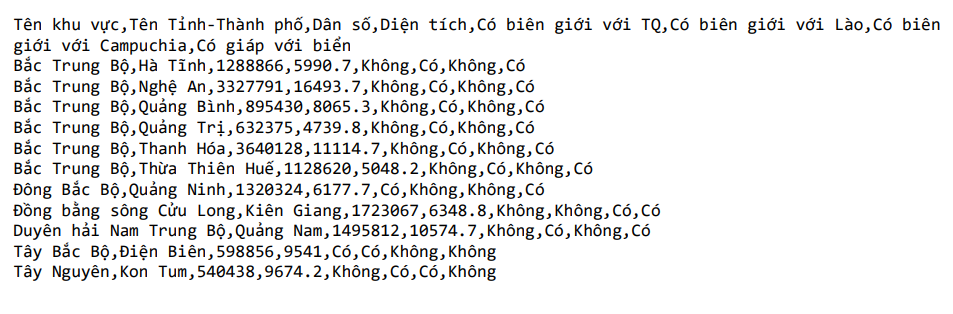 Tên khu vực,Tên Tỉnh-Thành phố,Dân số,Diện tích,Có biên giới với TQ,Có biên giới với Lào,Có biên
giới với Campuchia,Có giáp với biển
Bắc Trung Bộ,Hà Tĩnh,1288866,5990.7,Không,Có,Không,Có
Bắc Trung Bộ,Nghệ An,3327791,16493.7,Không,Có,Không,Có
Bắc Trung Bộ,Quảng Bình,895430,8065.3,Không,Có,Không,Có
Bắc Trung Bộ,Quảng Trị,632375,4739.8,Không,Có,Không,Có
Bắc Trung Bộ,Thanh Hóa,3640128,11114.7,Không,Có,Không,Có
Bắc Trung Bộ,Thừa Thiên Huế,1128620,5048.2,Không,Có,Không,Có
Đông Bắc Bộ,Quảng Ninh,1320324,6177.7,Có,Không,Không,Có
Đồng bằng sông Cửu Long,Kiên Giang,1723067,6348.8,Không,Không,Có,Có
Duyên hải Nam Trung Bộ,Quảng Nam,1495812,10574.7,Không,Có,Không,Có
Tây Bắc Bộ,Điện Biên,598856,9541,Có,Có,Không,Không
Tây Nguyên,Kon Tum,540438,9674.2,Không,Có,Có,Không